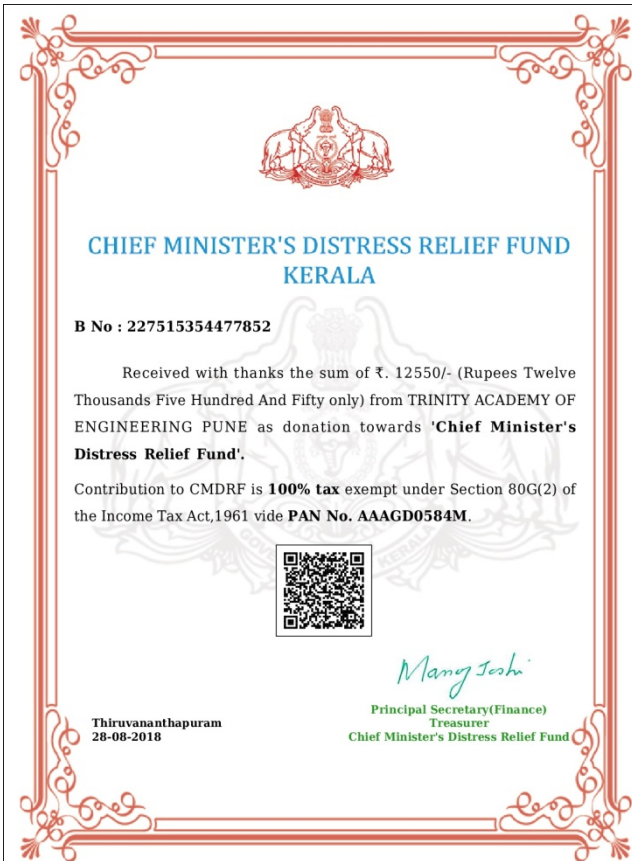 CHIEF MINISTER'S DISTRESS RELIEF FUND
KERALA
B No : 227515354477852
Received with thanks the sum of ₹. 12550/- (Rupees Twelve
Thousands Five Hundred And Fifty only) from TRINITY ACADEMY OF
ENGINEERING PUNE as donation towards 'Chief Minister's
Distress Relief Fund'.
Contribution to CMDRF is 100% tax exempt under Section 80G(2) of
the Income Tax Act,1961 vide PAN No. AAAGD0584M.
Manoj Joshi
Principal Secretary(Finance)
Treasurer
Chief Minister's Distress Relief Fund
Thiruvananthapuram
28-08-2018